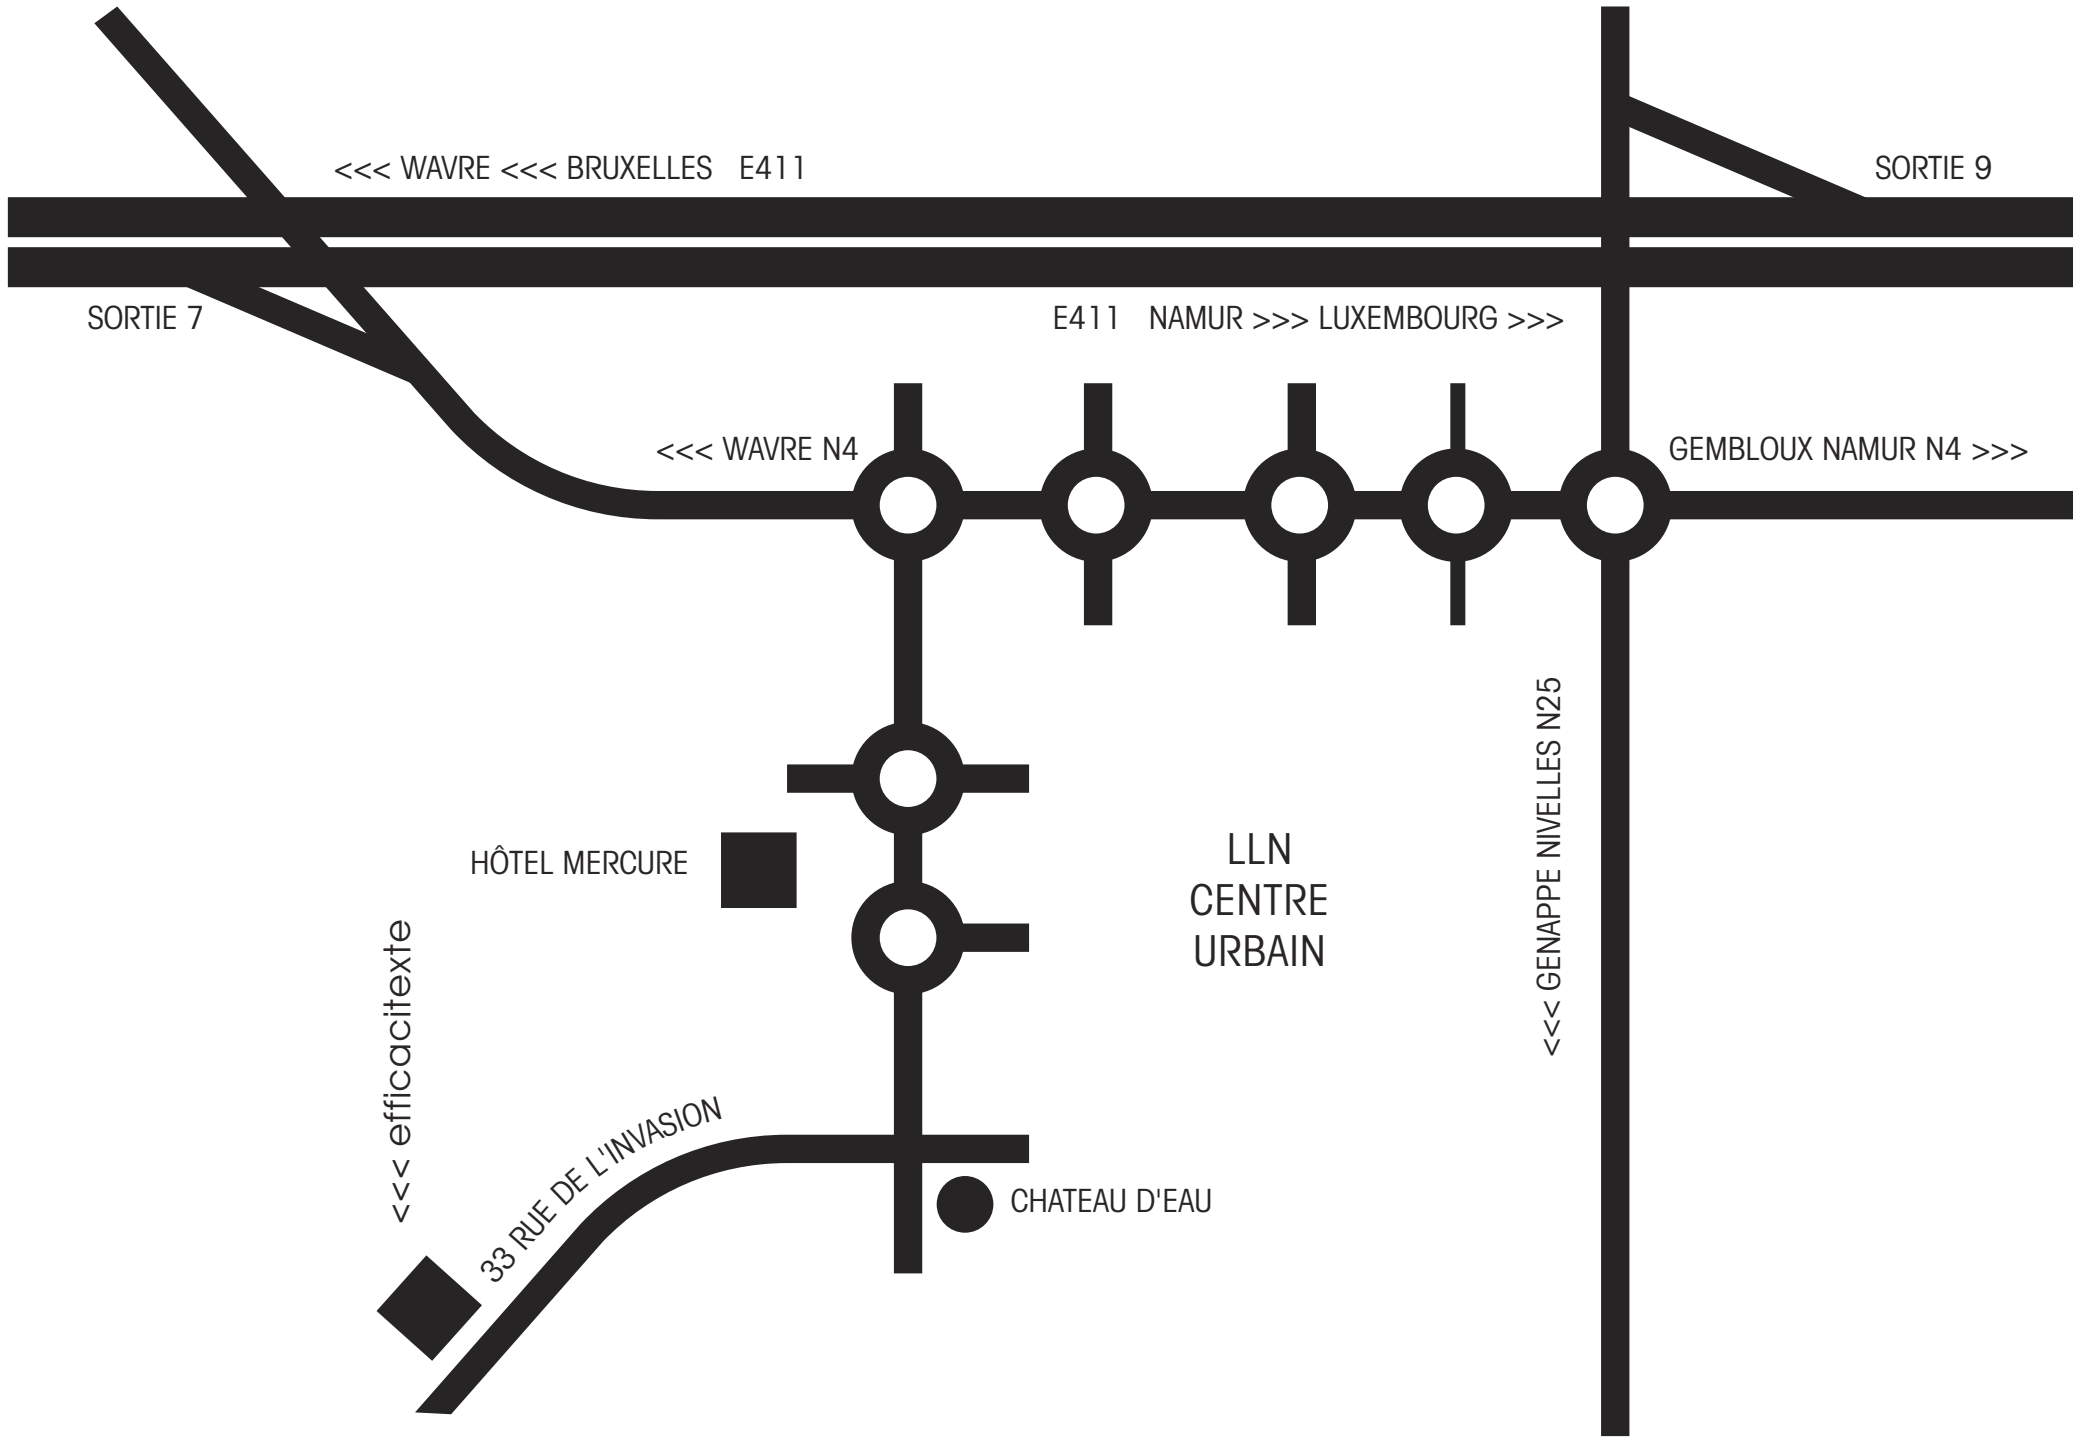 <<< WAVRE <<< BRUXELLES E411
SORTIE 9
SORTIE 7
E411 NAMUR >>> LUXEMBOURG >>>
<<< WAVRE N4
GEMBLOUX NAMUR N4 >>>
<<< GENAPPE NIVELLES N25
HÔTEL MERCURE
LLN
CENTRE
URBAIN
<<< efficacitexte
33 RUE DE L'INVASION
CHATEAU D'EAU